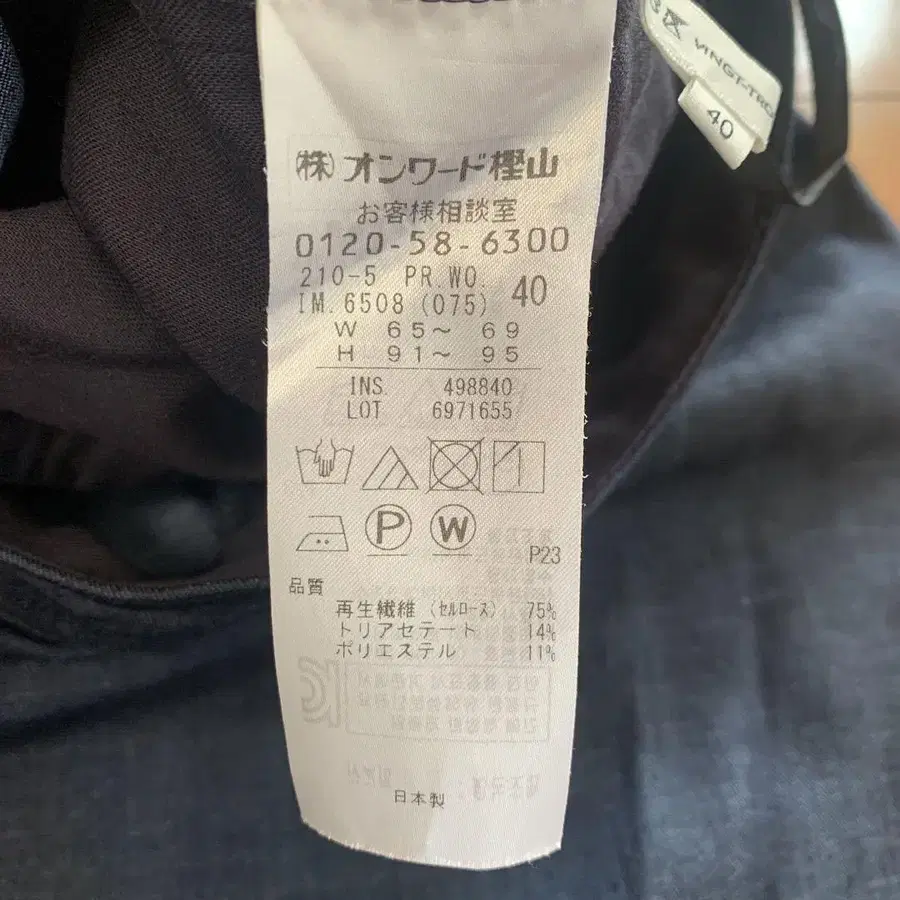 (株)オンワード樫山
お客様相談室
0120-58-6300
210-5 PR.WO.
IM.6508(075) 40
W 65～ 69
H 91～ 95
INS 498840
LOT 6971655
P
W
P23
品質
再生繊維(セルロース) 75%
トリアセテート 14%
ポリエステル 11%
日本製
40